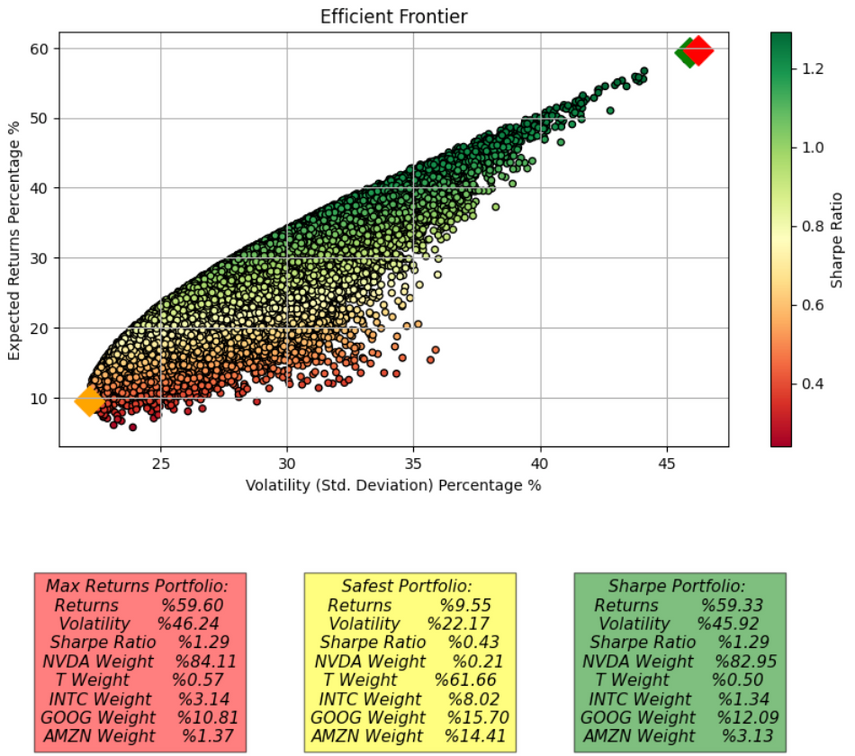 Efficient Frontier
60
50
40
30
20
10
Expected Returns Percentage %
25 30 35 40 45
Volatility (Std. Deviation) Percentage %
1.2
1.0
0.8
0.6
0.4
Sharpe Ratio
Max Returns Portfolio:
Returns %59.60
Volatility %46.24
Sharpe Ratio %1.29
NVDA Weight %84.11
T Weight %0.57
INTC Weight %3.14
GOOG Weight %10.81
AMZN Weight %1.37
Safest Portfolio:
Returns %9.55
Volatility %22.17
Sharpe Ratio %0.43
NVDA Weight %0.21
T Weight %61.66
INTC Weight %8.02
GOOG Weight %15.70
AMZN Weight %14.41
Sharpe Portfolio:
Returns %59.33
Volatility %45.92
Sharpe Ratio %1.29
NVDA Weight %82.95
T Weight %0.50
INTC Weight %1.34
GOOG Weight %12.09
AMZN Weight %3.13